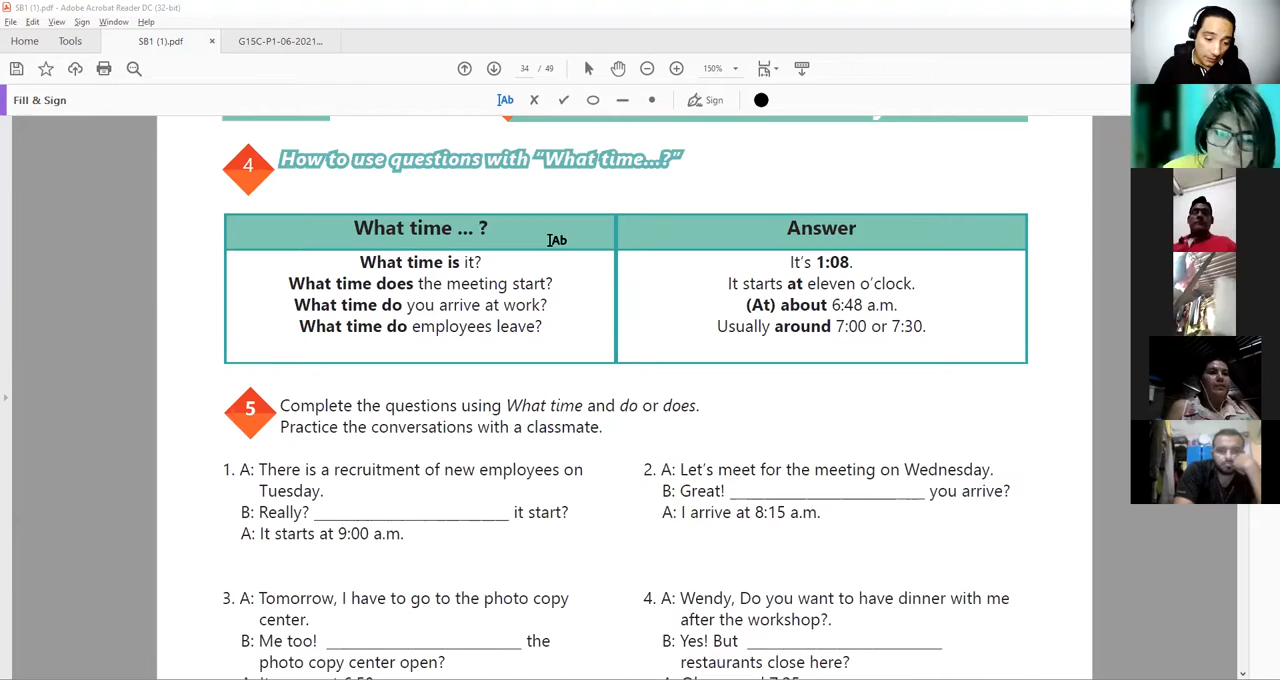 SB1 (1).pdf - Adobe Acrobat Reader DC (32-bit)
File Edit View Sign Window Help
Home Tools SB1 (1).pdf × G15C-P1-06-2021...
34 / 49 150%
Fill & Sign Ab Sign
4 How to use questions with “What time...?”
What time ... ? Answer
Ab
What time is it? It’s 1:08.
What time does the meeting start? It starts at eleven o’clock.
What time do you arrive at work? (At) about 6:48 a.m.
What time do employees leave? Usually around 7:00 or 7:30.
5 Complete the questions using What time and do or does.
Practice the conversations with a classmate.
1. A: There is a recruitment of new employees on
Tuesday.
B: Really? ______________________ it start?
A: It starts at 9:00 a.m.
2. A: Let’s meet for the meeting on Wednesday.
B: Great! ______________________ you arrive?
A: I arrive at 8:15 a.m.
3. A: Tomorrow, I have to go to the photo copy
center.
B: Me too! ______________________ the
photo copy center open?
4. A: Wendy, Do you want to have dinner with me
after the workshop?.
B: Yes! But ______________________
restaurants close here?